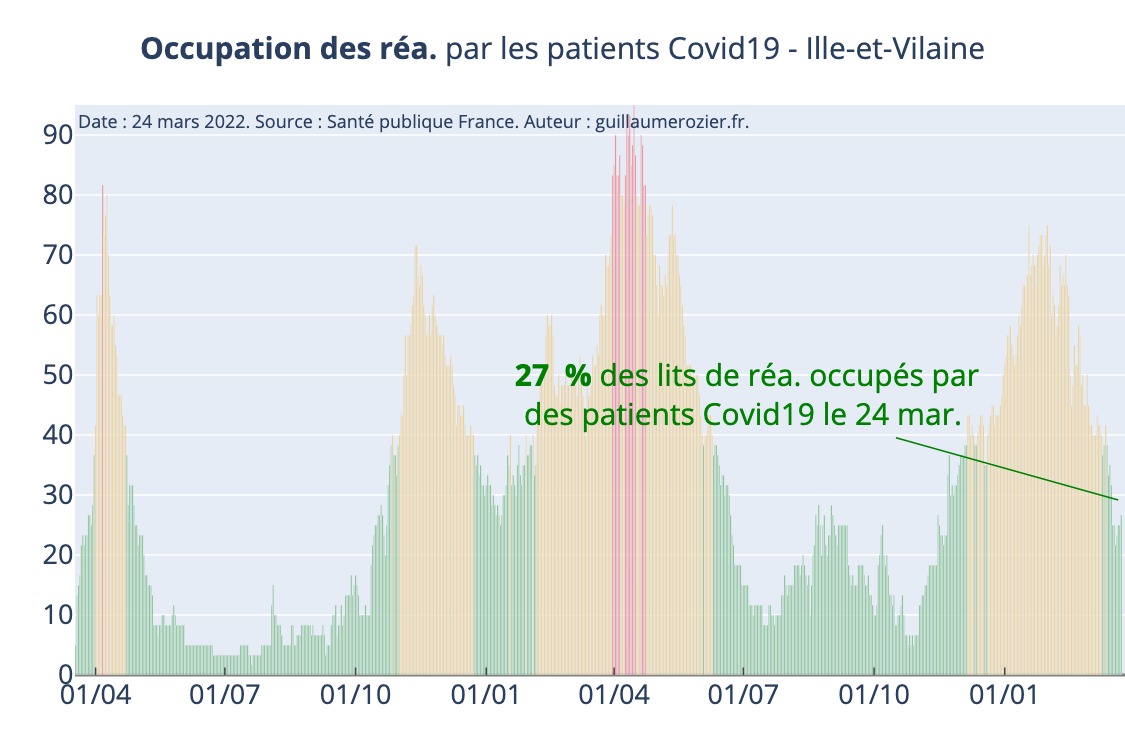 Occupation des réa. par les patients Covid19 - Ille-et-Vilaine
Date : 24 mars 2022. Source : Santé publique France. Auteur : guillaumerozier.fr.
90
80
70
60
50
40
30
20
10
0
27 % des lits de réa. occupés par
des patients Covid19 le 24 mar.
01/04 01/07 01/10 01/01 01/04 01/07 01/10 01/01